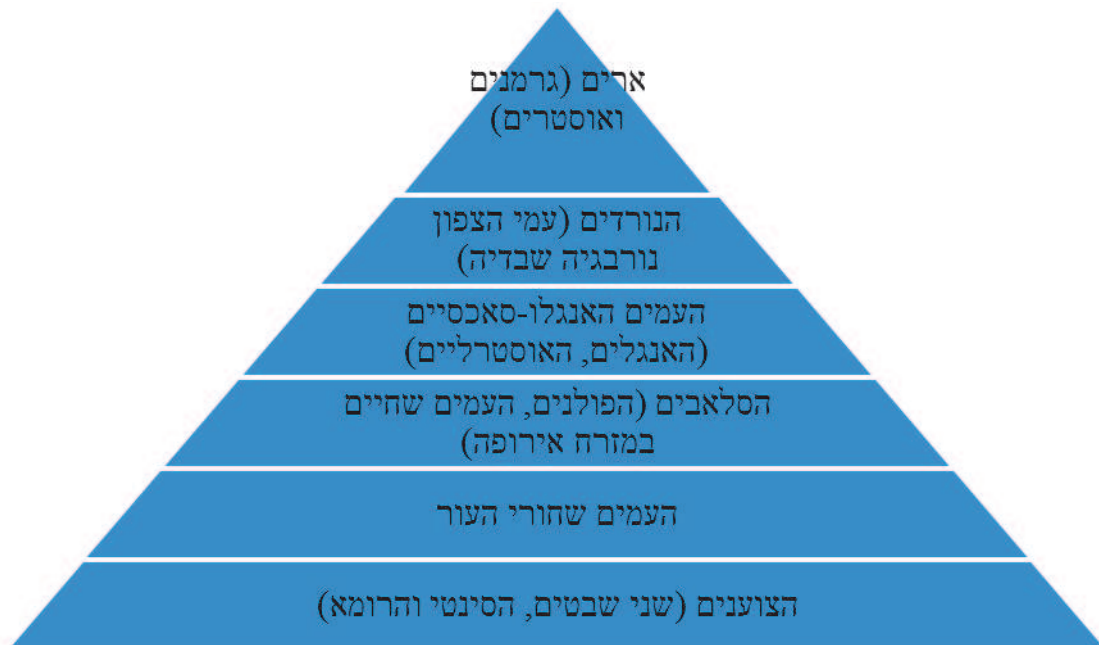 ארים (גרמנים
ואוסטרים)
הנורדים (עמי הצפון
נורבגיה שבדיה)
העמים האנגלו-סאכסיים
(האנגלים, האוסטרליים)
הסלאבים (הפולנים, העמים שחיים
במזרח אירופה)
העמים שחורי העור
הצוענים (שני שבטים, הסינטי והרומא)